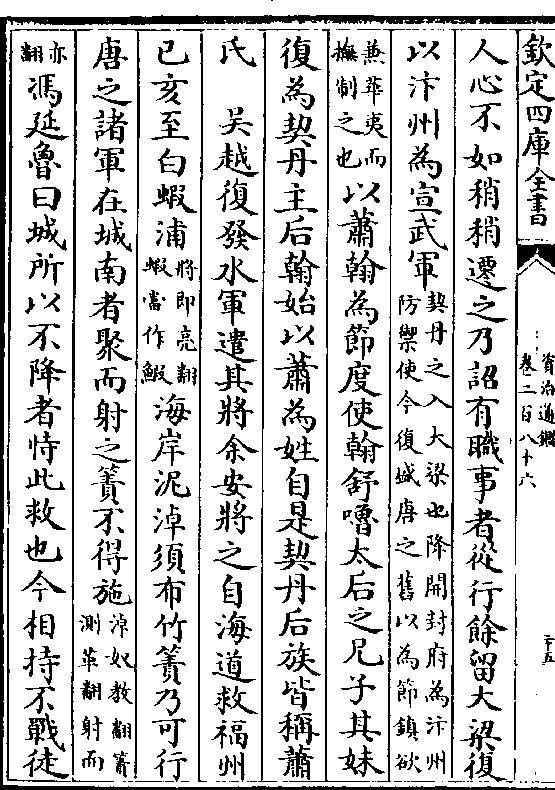 欽定四庫全書
資治通鑑
卷二百八十六
二十五
人心不如稍稍遷之乃詔有職事者從行餘留大梁復
以汴州為宣武軍契丹之入大梁也降開封府為汴州防禦使今復盛唐之舊以為節鎮欲
兼華夷而撫制之也以蕭翰為節度使翰舒嚕太后之兄子其妹
復為契丹主后翰始以蕭為姓自是契丹后族皆稱蕭
氏　吳越復發水軍遣其將余安將之自海道救福州
已亥至白蝦浦將即亮翻蝦當作鰕海岸泥淖須布竹簀乃可行
唐之諸軍在城南者聚而射之簀不得施淖奴教翻簀測革翻射而
亦翻馮延魯曰城所以不降者恃此救也今相持不戰徒